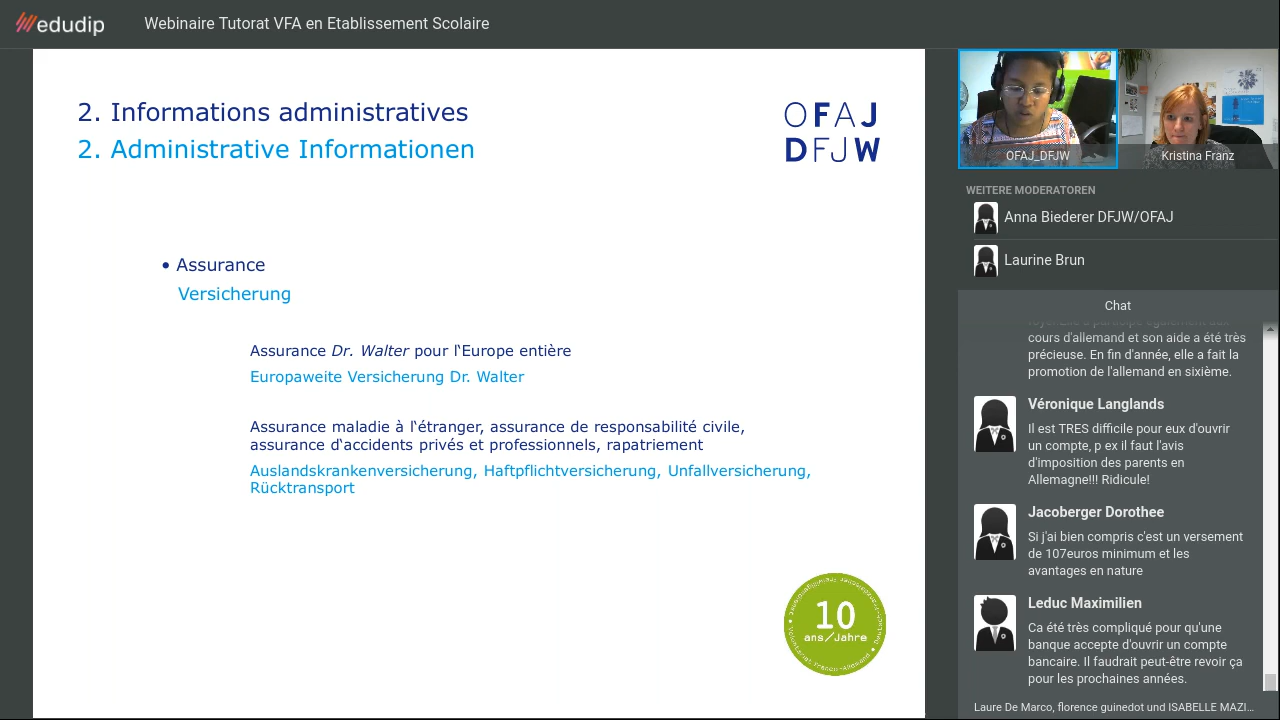 edudip
Webinaire Tutorat VFA en Etablissement Scolaire
2. Informations administratives
2. Administrative Informationen
OFAJ
DFJW
• Assurance
Versicherung
Assurance Dr. Walter pour l‘Europe entière
Europaweite Versicherung Dr. Walter
Assurance maladie à l‘étranger, assurance de responsabilité civile,
assurance d‘accidents privés et professionnels, rapatriement
Auslandskrankenversicherung, Haftpflichtversicherung, Unfallversicherung,
Rücktransport
10
ans/Jahre
OFAJ_DFJW
Kristina Franz
WEITERE MODERATOREN
Anna Biederer DFJW/OFAJ
Laurine Brun
Chat
cours d'allemand et son aide a été très
précieuse. En fin d'année, elle a fait la
promotion de l'allemand en sixième.
Véronique Langlands
Il est TRES difficile pour eux d'ouvrir
un compte, p ex il faut l'avis
d'imposition des parents en
Allemagne!!! Ridicule!
Jacoberger Dorothee
Si j'ai bien compris c'est un versement
de 107euros minimum et les
avantages en nature
Leduc Maximilien
Ca été très compliqué pour qu'une
banque accepte d'ouvrir un compte
bancaire. Il faudrait peut-être revoir ça
pour les prochaines années.
Laure De Marco, florence guinedot und ISABELLE MAZI...